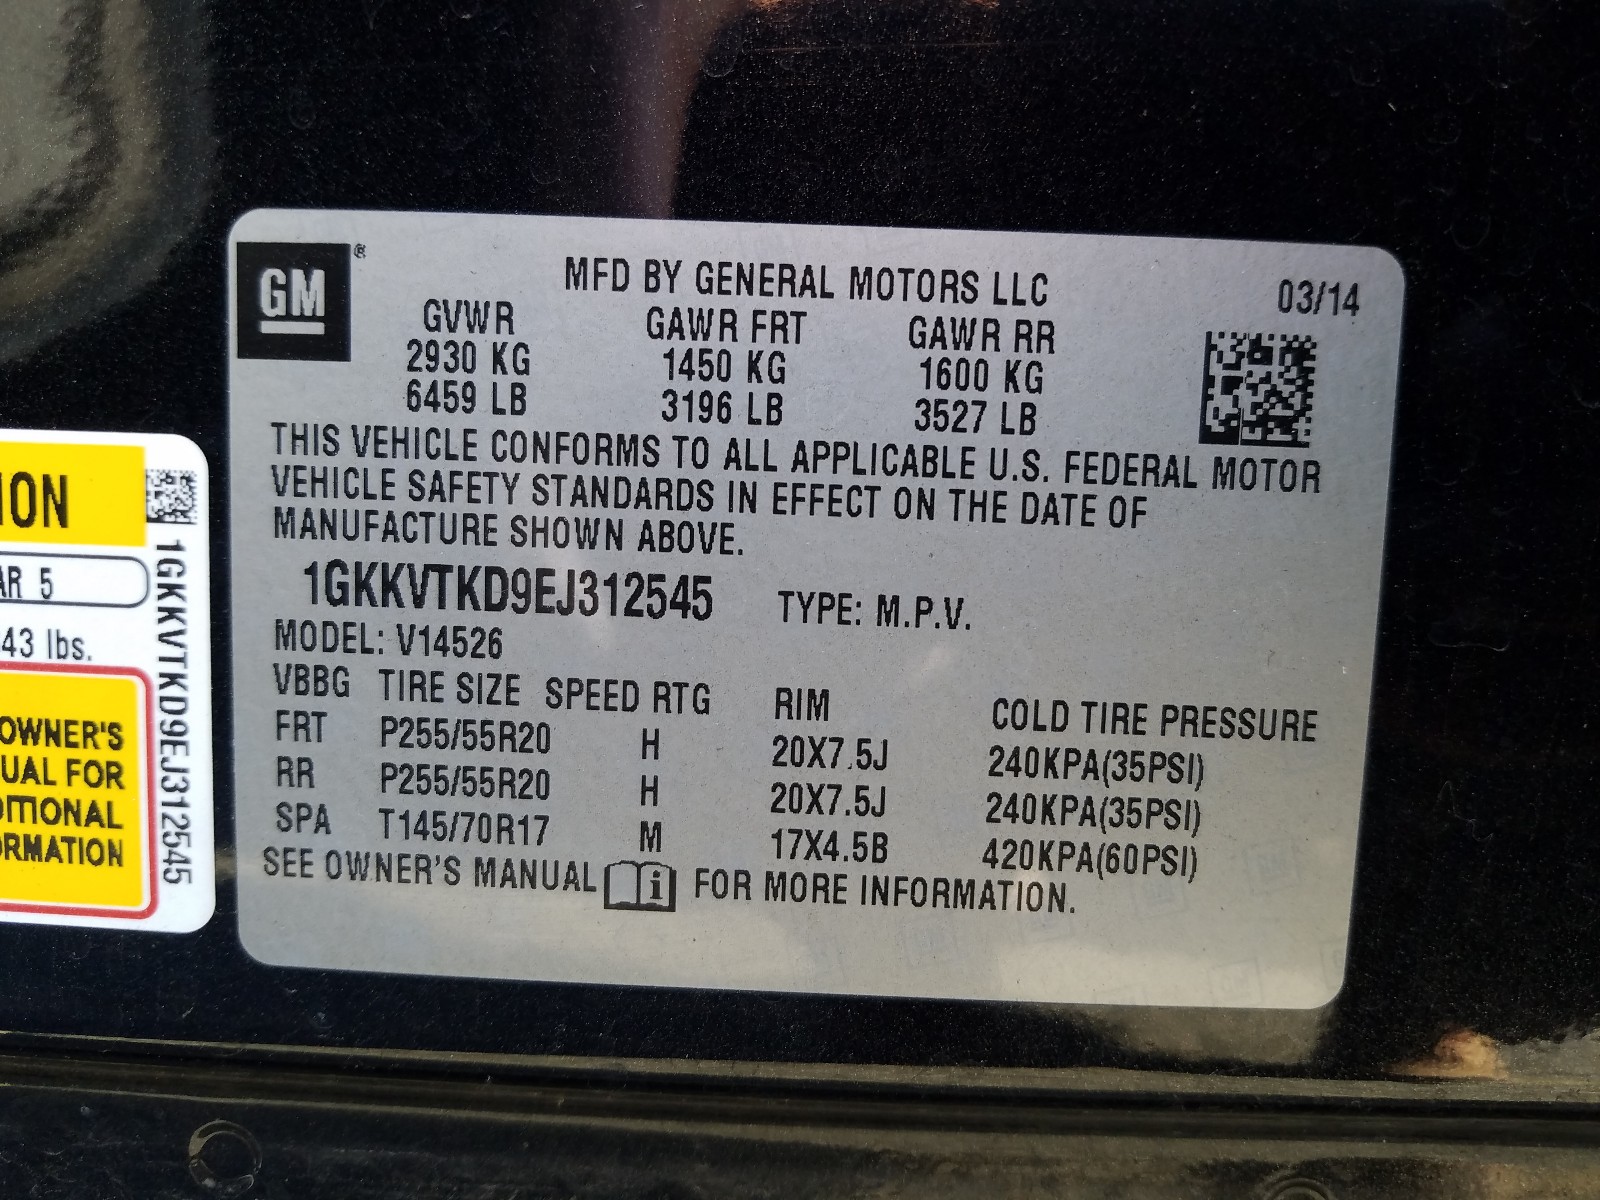 GM ®
MFD BY GENERAL MOTORS LLC 03/14
GVWR GAWR FRT GAWR RR
2930 KG 1450 KG 1600 KG
6459 LB 3196 LB 3527 LB
THIS VEHICLE CONFORMS TO ALL APPLICABLE U.S. FEDERAL MOTOR
VEHICLE SAFETY STANDARDS IN EFFECT ON THE DATE OF
MANUFACTURE SHOWN ABOVE.
1GKKVTKD9EJ312545 TYPE: M.P.V.
MODEL: V14526
VBBG TIRE SIZE SPEED RTG RIM COLD TIRE PRESSURE
FRT P255/55R20 H 20X7.5J 240KPA(35PSI)
RR P255/55R20 H 20X7.5J 240KPA(35PSI)
SPA T145/70R17 M 17X4.5B 420KPA(60PSI)
SEE OWNER'S MANUAL i FOR MORE INFORMATION.
ION
AR 5
43 lbs.
OWNER'S
UAL FOR
DITIONAL
ORMATION
1GKKVTKD9EJ312545